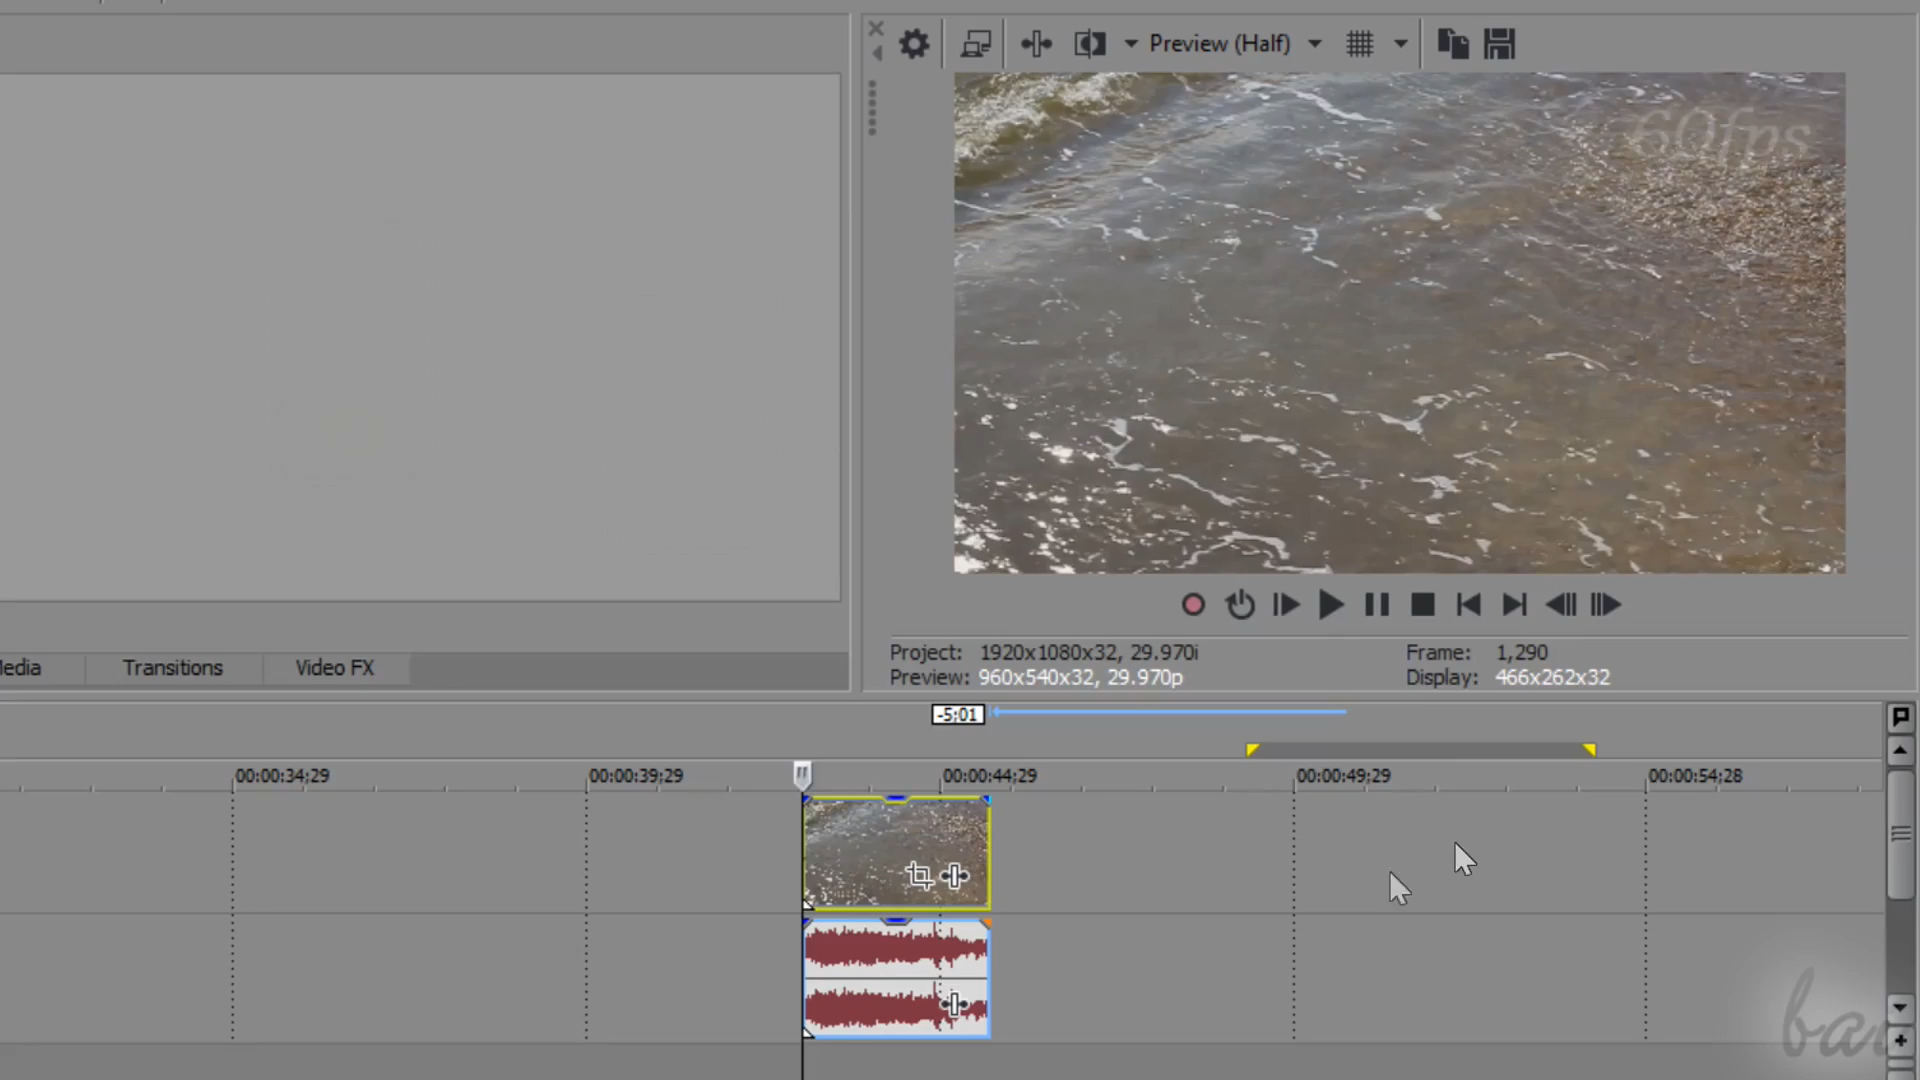 Preview (Half)
60fps
Media
Transitions
Video FX
Project: 1920x1080x32, 29.970i
Frame: 1,290
Preview: 960x540x32, 29.970p
Display: 466x262x32
-5;01
00:00:34;29
00:00:39;29
00:00:44;29
00:00:49;29
00:00:54;28